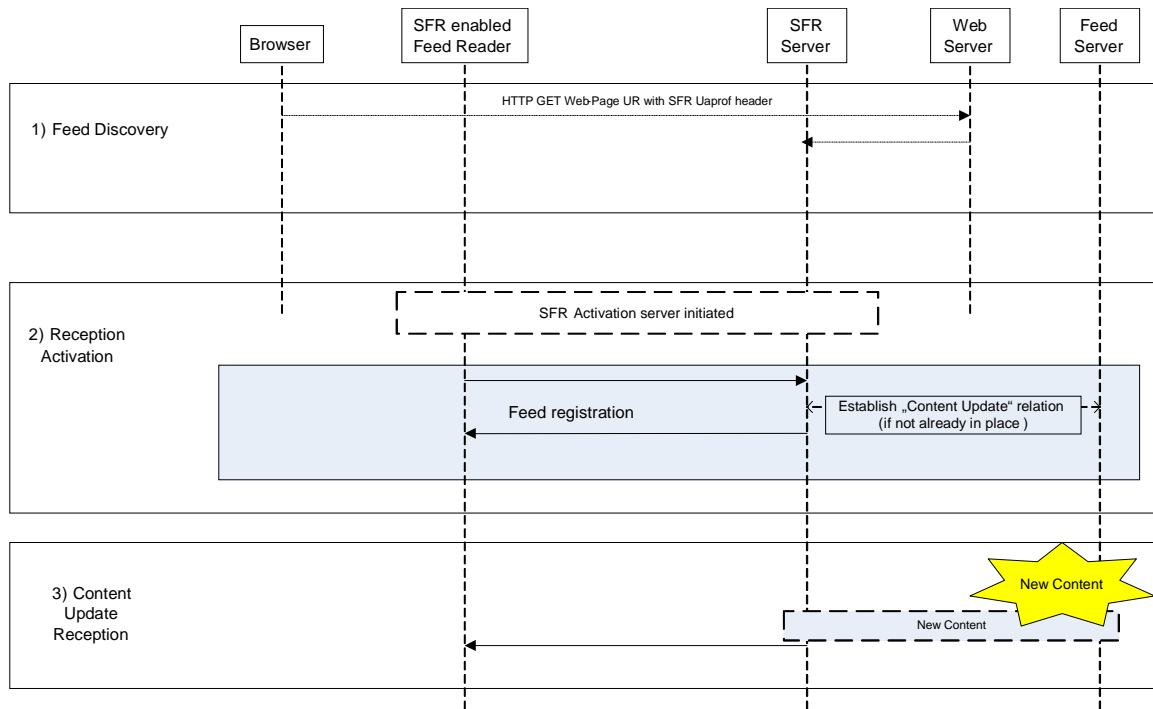 Browser
SFR enabled
Feed Reader
SFR
Server
Web
Server
Feed
Server
HTTP GET Web-Page UR with SFR Uaprof header
1) Feed Discovery
SFR Activation server initiated
2) Reception
Activation
Feed registration
Establish „Content Update“ relation
(if not already in place )
New Content
3) Content
Update
Reception
New Content